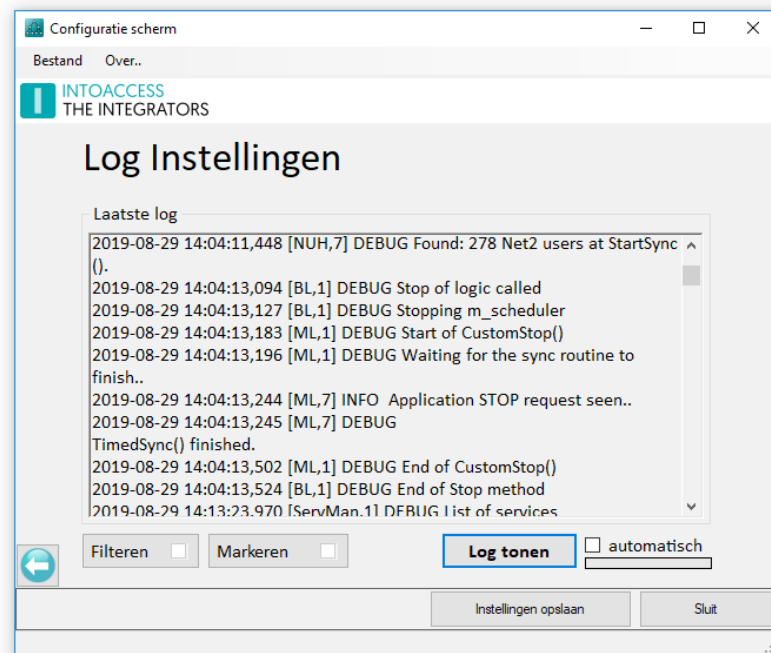 Configuratie scherm
Bestand Over..
INTOACCESS
THE INTEGRATORS
Log Instellingen
Laatste log
2019-08-29 14:04:11,448 [NUH,7] DEBUG Found: 278 Net2 users at StartSync
().
2019-08-29 14:04:13,094 [BL,1] DEBUG Stop of logic called
2019-08-29 14:04:13,127 [BL,1] DEBUG Stopping m_scheduler
2019-08-29 14:04:13,183 [ML,1] DEBUG Start of CustomStop()
2019-08-29 14:04:13,196 [ML,1] DEBUG Waiting for the sync routine to
finish..
2019-08-29 14:04:13,244 [ML,7] INFO Application STOP request seen..
2019-08-29 14:04:13,245 [ML,7] DEBUG
TimedSync() finished.
2019-08-29 14:04:13,502 [ML,1] DEBUG End of CustomStop()
2019-08-29 14:04:13,524 [BL,1] DEBUG End of Stop method
2019-08-29 14:13:23,970 [ServMan,1] DEBUG List of services
Filteren Markeren Log tonen automatisch
Instellingen opslaan Sluit